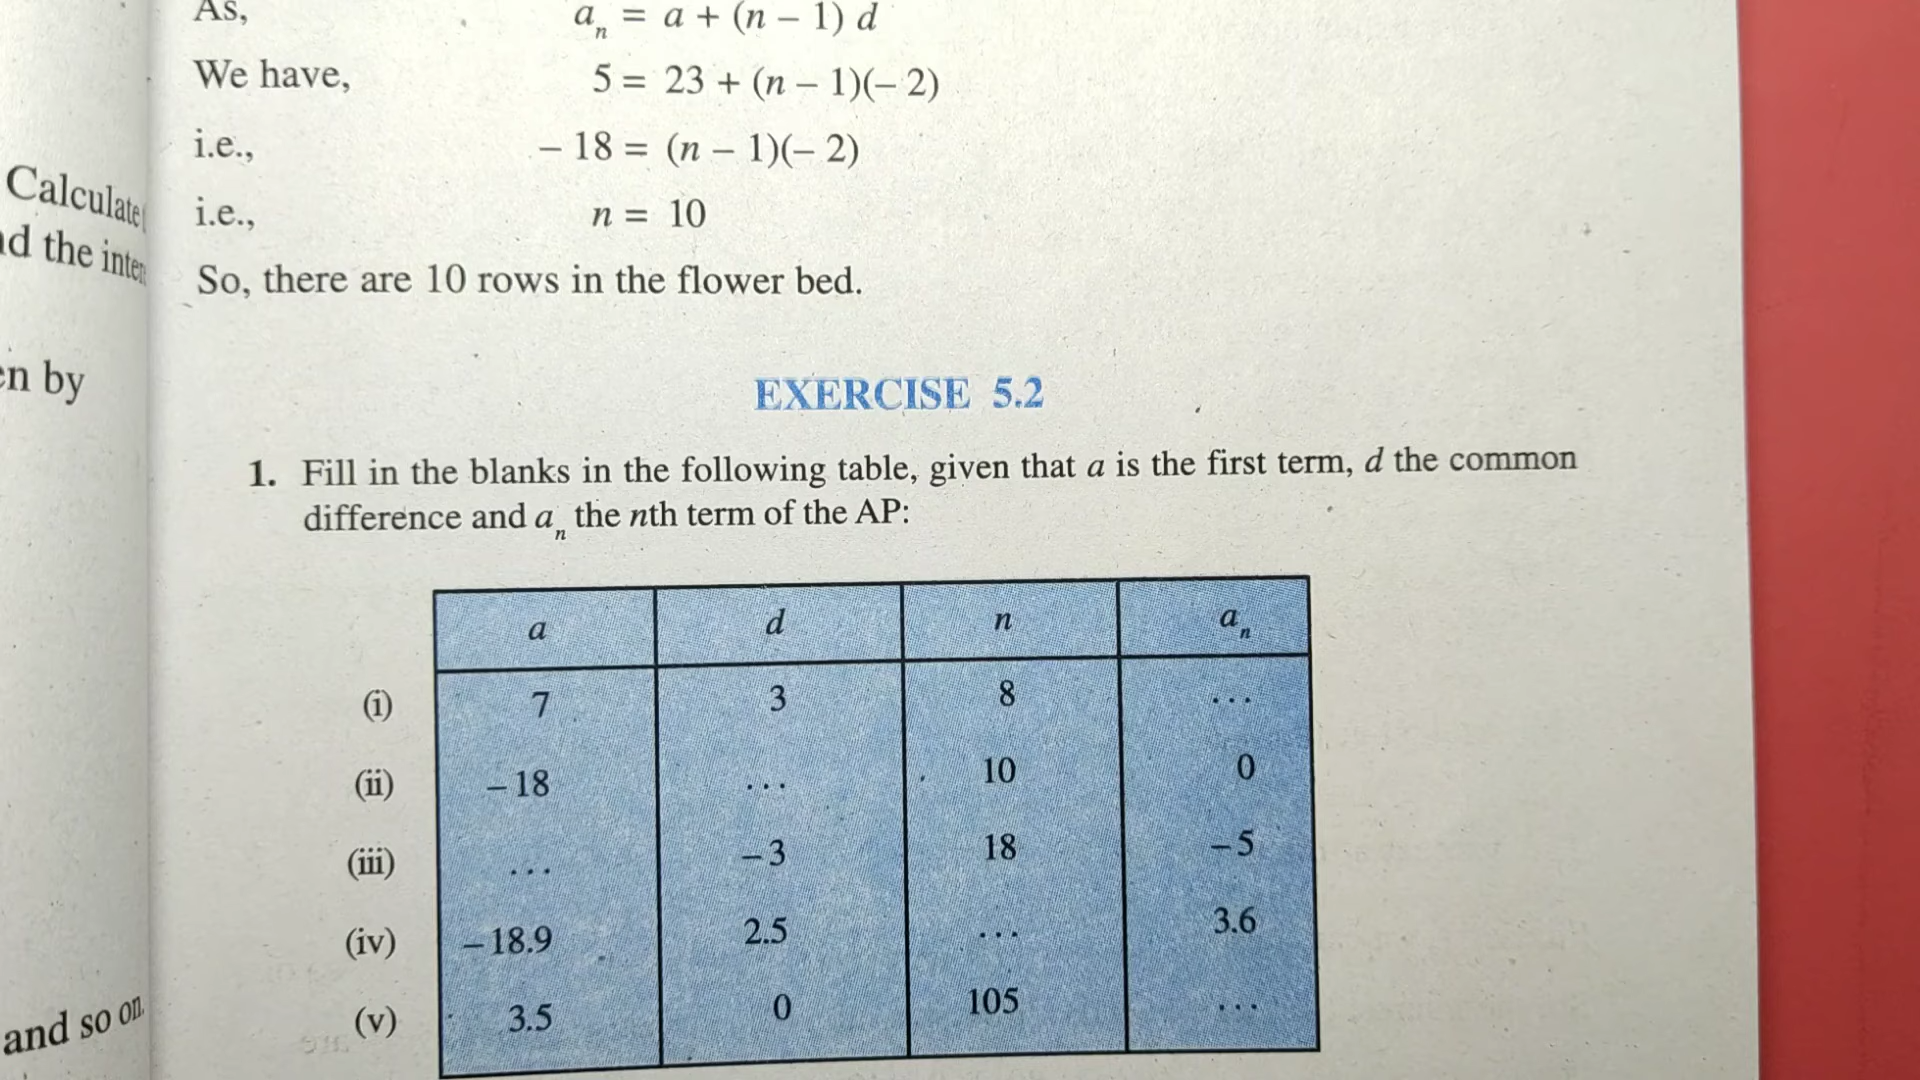 As, aₙ = a + (n – 1) d
We have, 5 = 23 + (n – 1)(– 2)
i.e., – 18 = (n – 1)(– 2)
i.e., n = 10
So, there are 10 rows in the flower bed.
Calculate
the
en by
and so on.
EXERCISE 5.2
1. Fill in the blanks in the following table, given that a is the first term, d the common
difference and aₙ the nth term of the AP:
a d n aₙ
(i) 7 3 8 . . .
(ii) – 18 . . . 10 0
(iii) . . . – 3 18 – 5
(iv) – 18.9 2.5 . . . 3.6
(v) 3.5 0 105 . . .